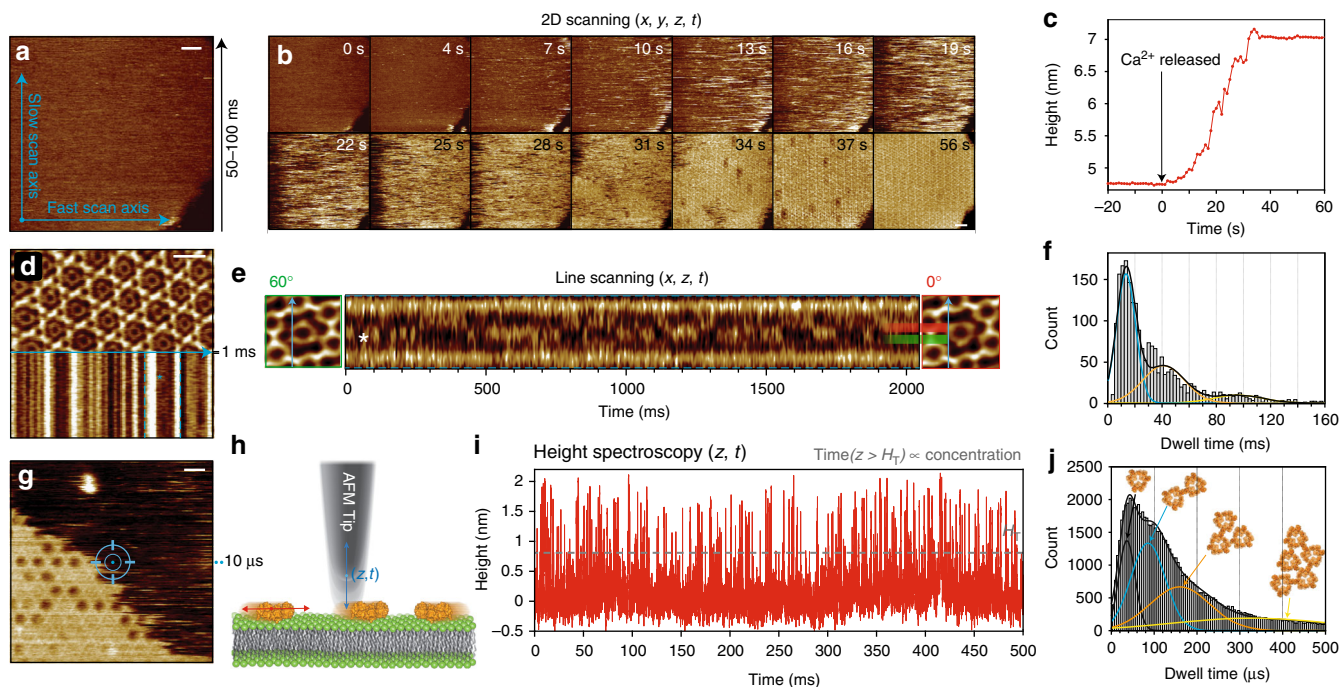 2D scanning (x, y, z, t)
a
Slow scan axis
Fast scan axis
50–100 ms
b
0 s
4 s
7 s
10 s
13 s
16 s
19 s
22 s
25 s
28 s
31 s
34 s
37 s
56 s
c
Ca2+ released
Height (nm)
7
6.5
6
5.5
5
–20
0
20
40
60
Time (s)
d
1 ms
e
Line scanning (x, z, t)
60°
0°
*
0
500
1000
1500
2000
Time (ms)
f
Count
150
100
50
0
0
40
80
120
160
Dwell time (ms)
g
10 μs
h
AFM Tip
(z,t)
i
Height spectroscopy (z, t)
Time(z > HT) ∝ concentration
HT
Height (nm)
2
1.5
1
0.5
0
–0.5
0
50
100
150
200
250
300
350
400
450
500
Time (ms)
j
Count
2500
2000
1500
1000
500
0
0
100
200
300
400
500
Dwell time (μs)